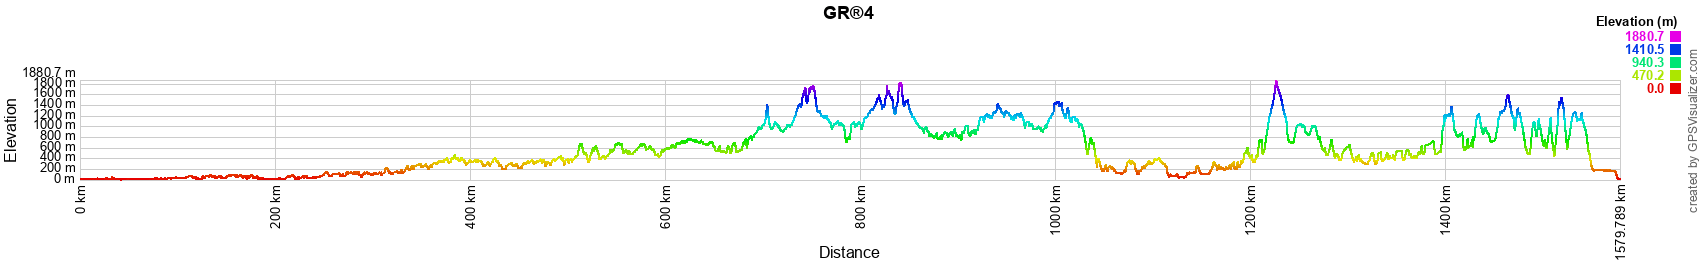 GR®4
Elevation (m)
1880.7
1410.5
940.3
470.2
0.0
1880.7 m
1800 m
1600 m
1400 m
1200 m
1000 m
800 m
600 m
400 m
200 m
0 m
Elevation
0 km
200 km
400 km
600 km
800 km
1000 km
1200 km
1400 km
1579.789 km
Distance
created by GPSVisualizer.com